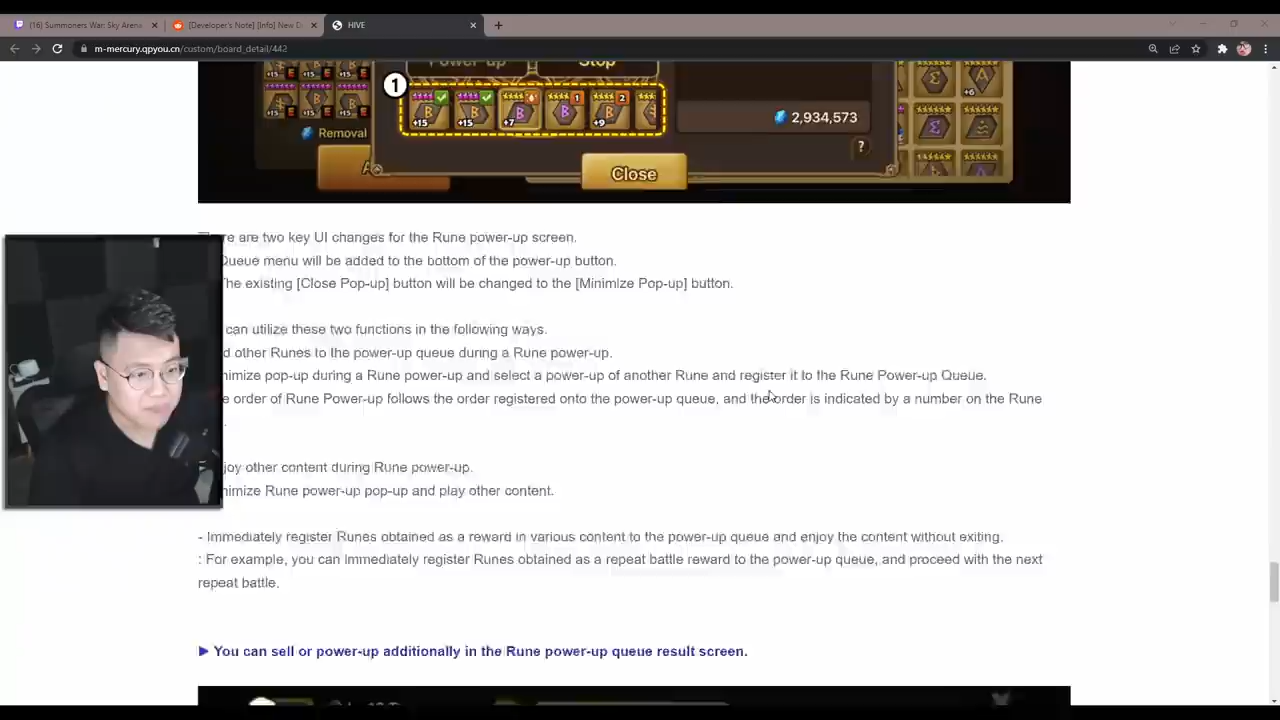 (16) Summoners War: Sky Arena
[Developer's Note] [Info] New D
HIVE
m-mercury.qpyou.cn/custom/board_detail/442
Power-up
Stop
1
+15
+15
+7
1
+9
2
2,934,573
+6
Removal
?
Close
are two key UI changes for the Rune power-up screen.
Queue menu will be added to the bottom of the power-up button.
The existing [Close Pop-up] button will be changed to the [Minimize Pop-up] button.
can utilize these two functions in the following ways.
other Runes to the power-up queue during a Rune power-up.
pop-up during a Rune power-up and select a power-up of another Rune and register it to the Rune Power-up Queue.
order of Rune Power-up follows the order registered onto the power-up queue, and the order is indicated by a number on the Rune
other content during Rune power-up.
Rune power-up pop-up and play other content.
- Immediately register Runes obtained as a reward in various content to the power-up queue and enjoy the content without exiting.
: For example, you can Immediately register Runes obtained as a repeat battle reward to the power-up queue, and proceed with the next
repeat battle.
► You can sell or power-up additionally in the Rune power-up queue result screen.